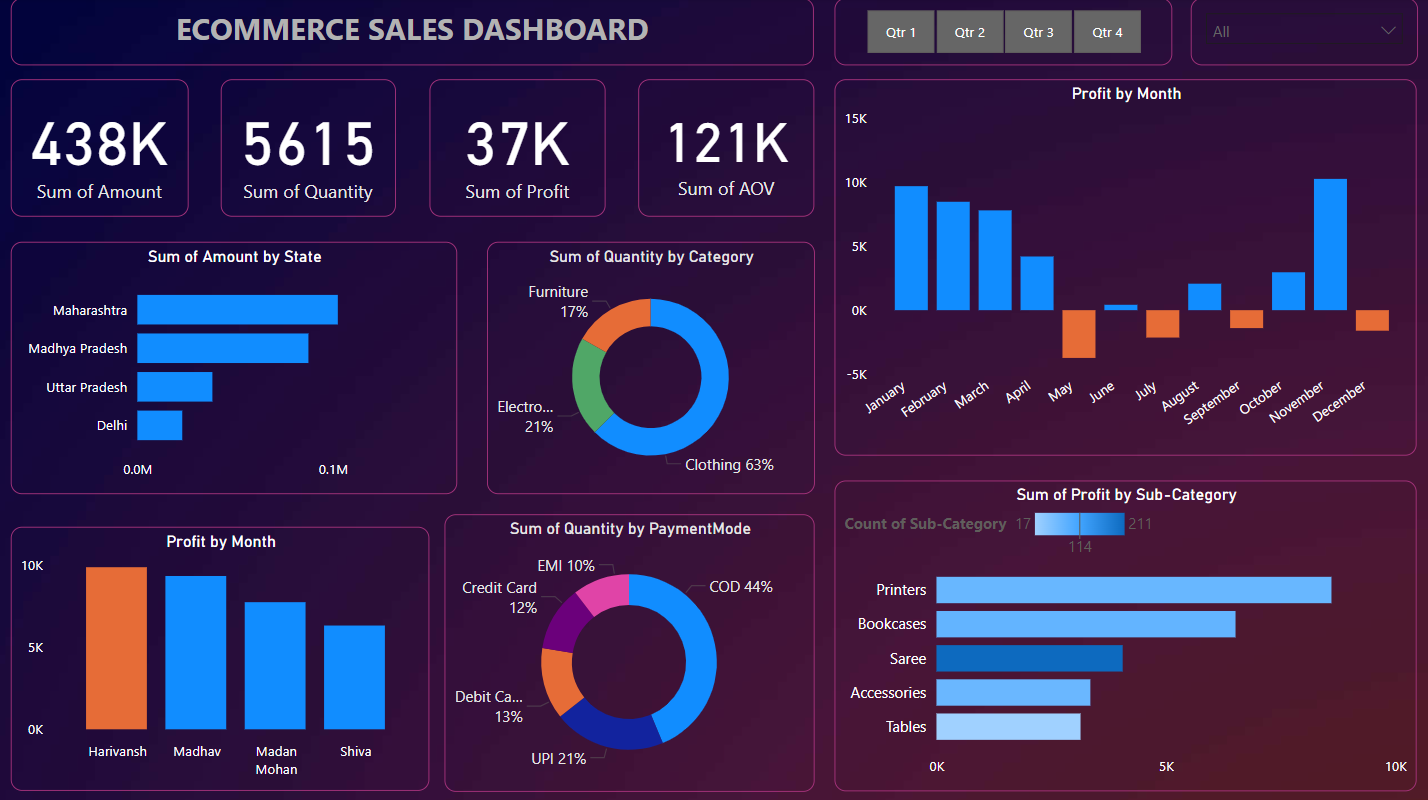 ECOMMERCE SALES DASHBOARD
Qtr 1
Qtr 2
Qtr 3
Qtr 4
All
438K
Sum of Amount
5615
Sum of Quantity
37K
Sum of Profit
121K
Sum of AOV
Profit by Month
15K
10K
5K
0K
-5K
January
February
March
April
May
June
July
August
September
October
November
December
Sum of Amount by State
Maharashtra
Madhya Pradesh
Uttar Pradesh
Delhi
0.0M
0.1M
Sum of Quantity by Category
Furniture
17%
Electro...
21%
Clothing 63%
Sum of Profit by Sub-Category
Count of Sub-Category 17
211
114
Printers
Bookcases
Saree
Accessories
Tables
0K
5K
10K
Profit by Month
10K
5K
0K
Harivansh
Madhav
Madan
Mohan
Shiva
Sum of Quantity by PaymentMode
EMI 10%
COD 44%
Credit Card
12%
Debit Ca...
13%
UPI 21%